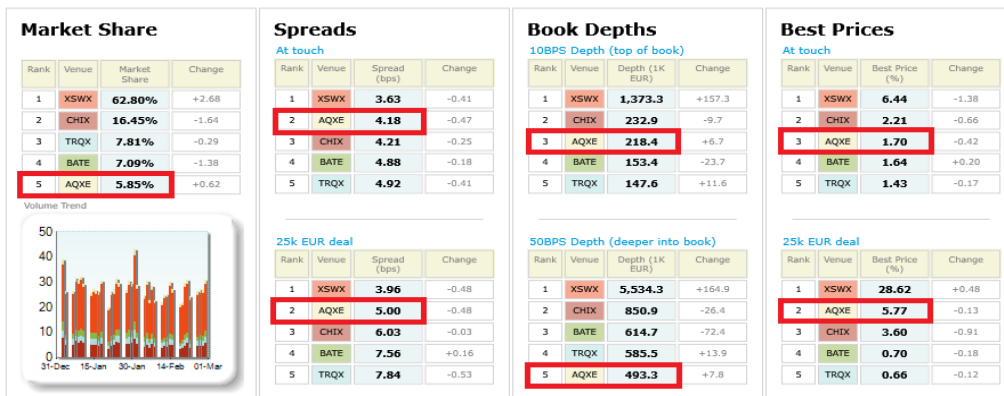 Market Share
Rank Venue Market Share Change
1 XSWX 62.80% +2.68
2 CHIX 16.45% -1.64
3 TRQX 7.81% -0.29
4 BATE 7.09% -1.38
5 AQXE 5.85% +0.62
Volume Trend
50
40
30
20
10
0
31-Dec 15-Jan 30-Jan 14-Feb 01-Mar
Spreads
At touch
Rank Venue Spread (bps) Change
1 XSWX 3.63 -0.41
2 AQXE 4.18 -0.47
3 CHIX 4.21 -0.25
4 BATE 4.88 -0.18
5 TRQX 4.92 -0.41
25k EUR deal
Rank Venue Spread (bps) Change
1 XSWX 3.96 -0.48
2 AQXE 5.00 -0.48
3 CHIX 6.03 -0.03
4 BATE 7.56 +0.16
5 TRQX 7.84 -0.53
Book Depths
10BPS Depth (top of book)
Rank Venue Depth (1K EUR) Change
1 XSWX 1,373.3 +157.3
2 CHIX 232.9 -9.7
3 AQXE 218.4 +6.7
4 BATE 153.4 -23.7
5 TRQX 147.6 +11.6
50BPS Depth (deeper into book)
Rank Venue Depth (1K EUR) Change
1 XSWX 5,534.3 +164.9
2 CHIX 850.9 -26.4
3 BATE 614.7 -72.4
4 TRQX 585.5 +13.9
5 AQXE 493.3 +7.8
Best Prices
At touch
Rank Venue Best Price (%) Change
1 XSWX 6.44 -1.38
2 CHIX 2.21 -0.66
3 AQXE 1.70 -0.42
4 BATE 1.64 +0.20
5 TRQX 1.43 -0.17
25k EUR deal
Rank Venue Best Price (%) Change
1 XSWX 28.62 +0.48
2 AQXE 5.77 -0.13
3 CHIX 3.60 -0.91
4 BATE 0.70 -0.18
5 TRQX 0.66 -0.12